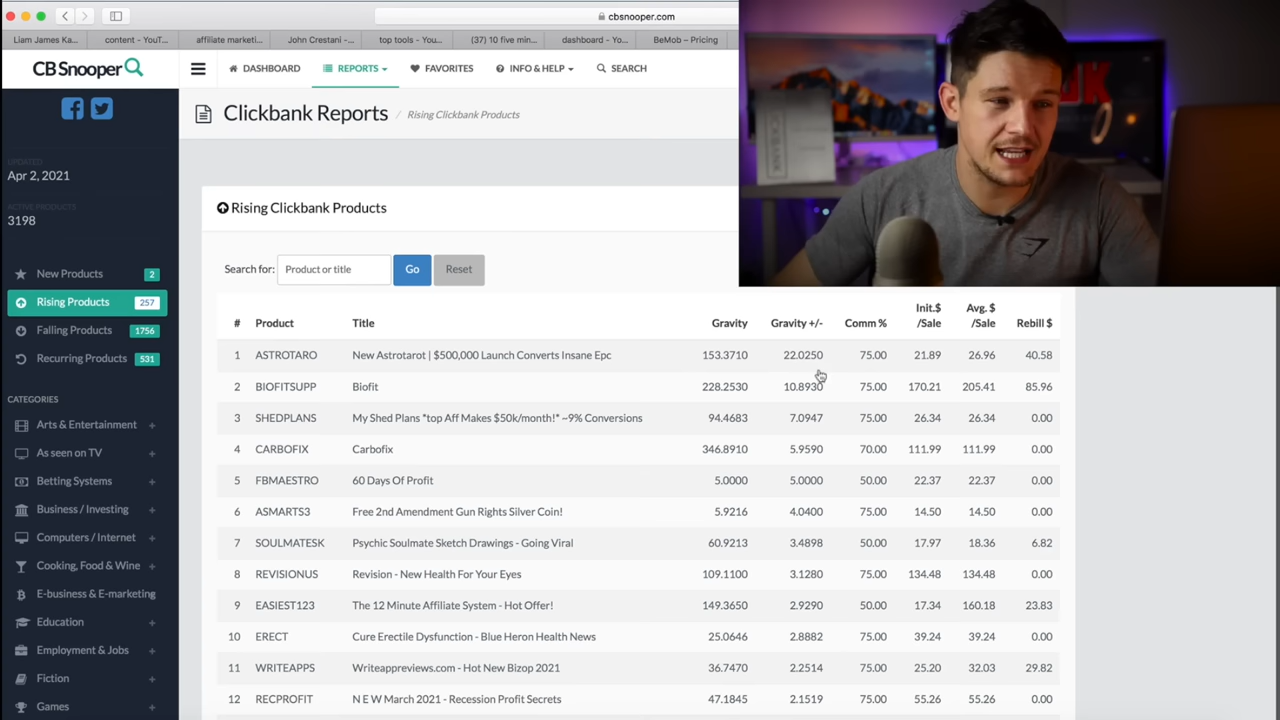 cbsnooper.com
Liam James Ka...
content - YouT...
affiliate marketi...
John Crestani -...
top tools - You...
(37) 10 five min...
dashboard - Yo...
BeMob – Pricing
CB Snooper
DASHBOARD
REPORTS
FAVORITES
INFO & HELP
SEARCH
Clickbank Reports / Rising Clickbank Products
UPDATED
Apr 2, 2021
ACTIVE PRODUCTS
3198
New Products 2
Rising Products 257
Falling Products 1756
Recurring Products 531
CATEGORIES
Arts & Entertainment +
As seen on TV +
Betting Systems +
Business / Investing +
Computers / Internet +
Cooking, Food & Wine +
E-business & E-marketing
Education +
Employment & Jobs +
Fiction +
Games +
Rising Clickbank Products
Search for: Product or title Go Reset
# Product Title Gravity Gravity +/- Comm % Init.$ /Sale Avg. $ /Sale Rebill $
1 ASTROTARO New Astrotarot | $500,000 Launch Converts Insane Epc 153.3710 22.0250 75.00 21.89 26.96 40.58
2 BIOFITSUPP Biofit 228.2530 10.8930 75.00 170.21 205.41 85.96
3 SHEDPLANS My Shed Plans *top Aff Makes $50k/month!* ~9% Conversions 94.4683 7.0947 75.00 26.34 26.34 0.00
4 CARBOFIX Carbofix 346.8910 5.9590 70.00 111.99 111.99 0.00
5 FBMAESTRO 60 Days Of Profit 5.0000 5.0000 50.00 22.37 22.37 0.00
6 ASMARTS3 Free 2nd Amendment Gun Rights Silver Coin! 5.9216 4.0400 75.00 14.50 14.50 0.00
7 SOULMATESK Psychic Soulmate Sketch Drawings - Going Viral 60.9213 3.4898 50.00 17.97 18.36 6.82
8 REVISIONUS Revision - New Health For Your Eyes 109.1100 3.1280 75.00 134.48 134.48 0.00
9 EASIEST123 The 12 Minute Affiliate System - Hot Offer! 149.3650 2.9290 50.00 17.34 160.18 23.83
10 ERECT Cure Erectile Dysfunction - Blue Heron Health News 25.0646 2.8882 75.00 39.24 39.24 0.00
11 WRITEAPPS Writeappreviews.com - Hot New Bizop 2021 36.7470 2.2514 75.00 25.20 32.03 29.82
12 RECPROFIT N E W March 2021 - Recession Profit Secrets 47.1845 2.1519 75.00 55.26 55.26 0.00